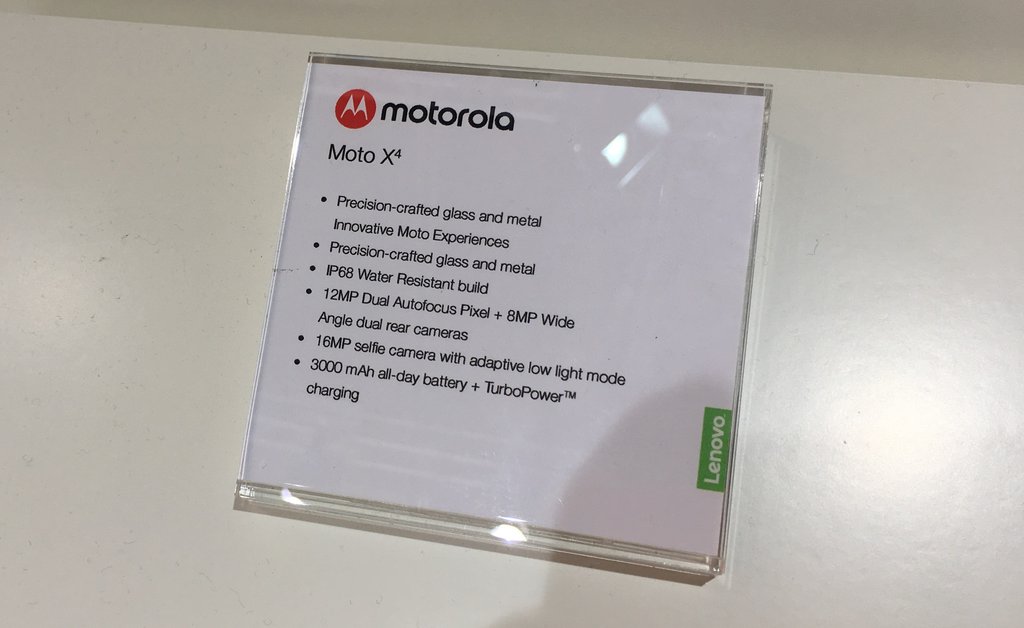 motorola
Moto X⁴
• Precision-crafted glass and metal
Innovative Moto Experiences
• Precision-crafted glass and metal
• IP68 Water Resistant build
• 12MP Dual Autofocus Pixel + 8MP Wide
Angle dual rear cameras
• 16MP selfie camera with adaptive low light mode
• 3000 mAh all-day battery + TurboPower™
charging
Lenovo